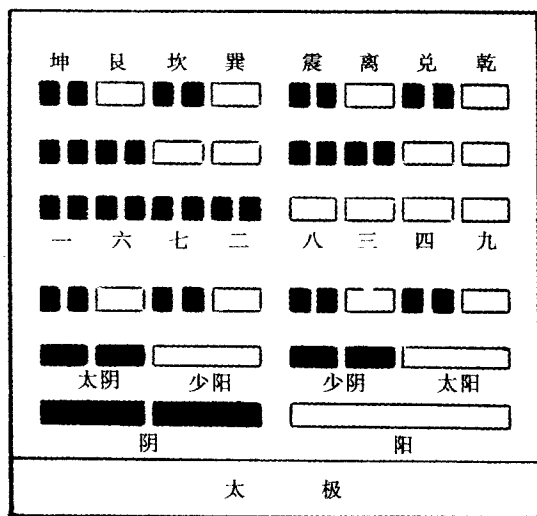 坤 艮 坎 巽 震 离 兑 乾
一 六 七 二 八 三 四 九
太阴 少阳 少阴 太阳
阴 阳
太 极